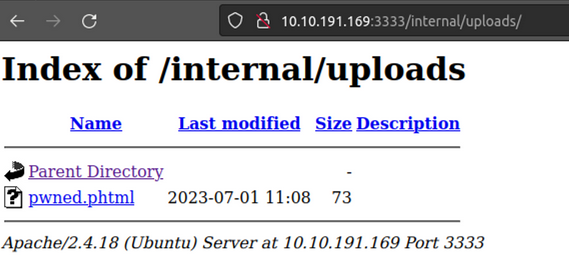 10.10.191.169:3333/internal/uploads/
Index of /internal/uploads
Name Last modified Size Description
Parent Directory -
pwned.phtml 2023-07-01 11:08 73
Apache/2.4.18 (Ubuntu) Server at 10.10.191.169 Port 3333